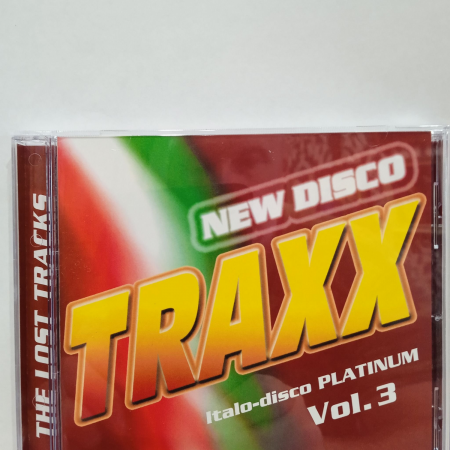 THE LOST TRACKS
NEW DISCO
TRAXX
Italo-disco PLATINUM
Vol. 3